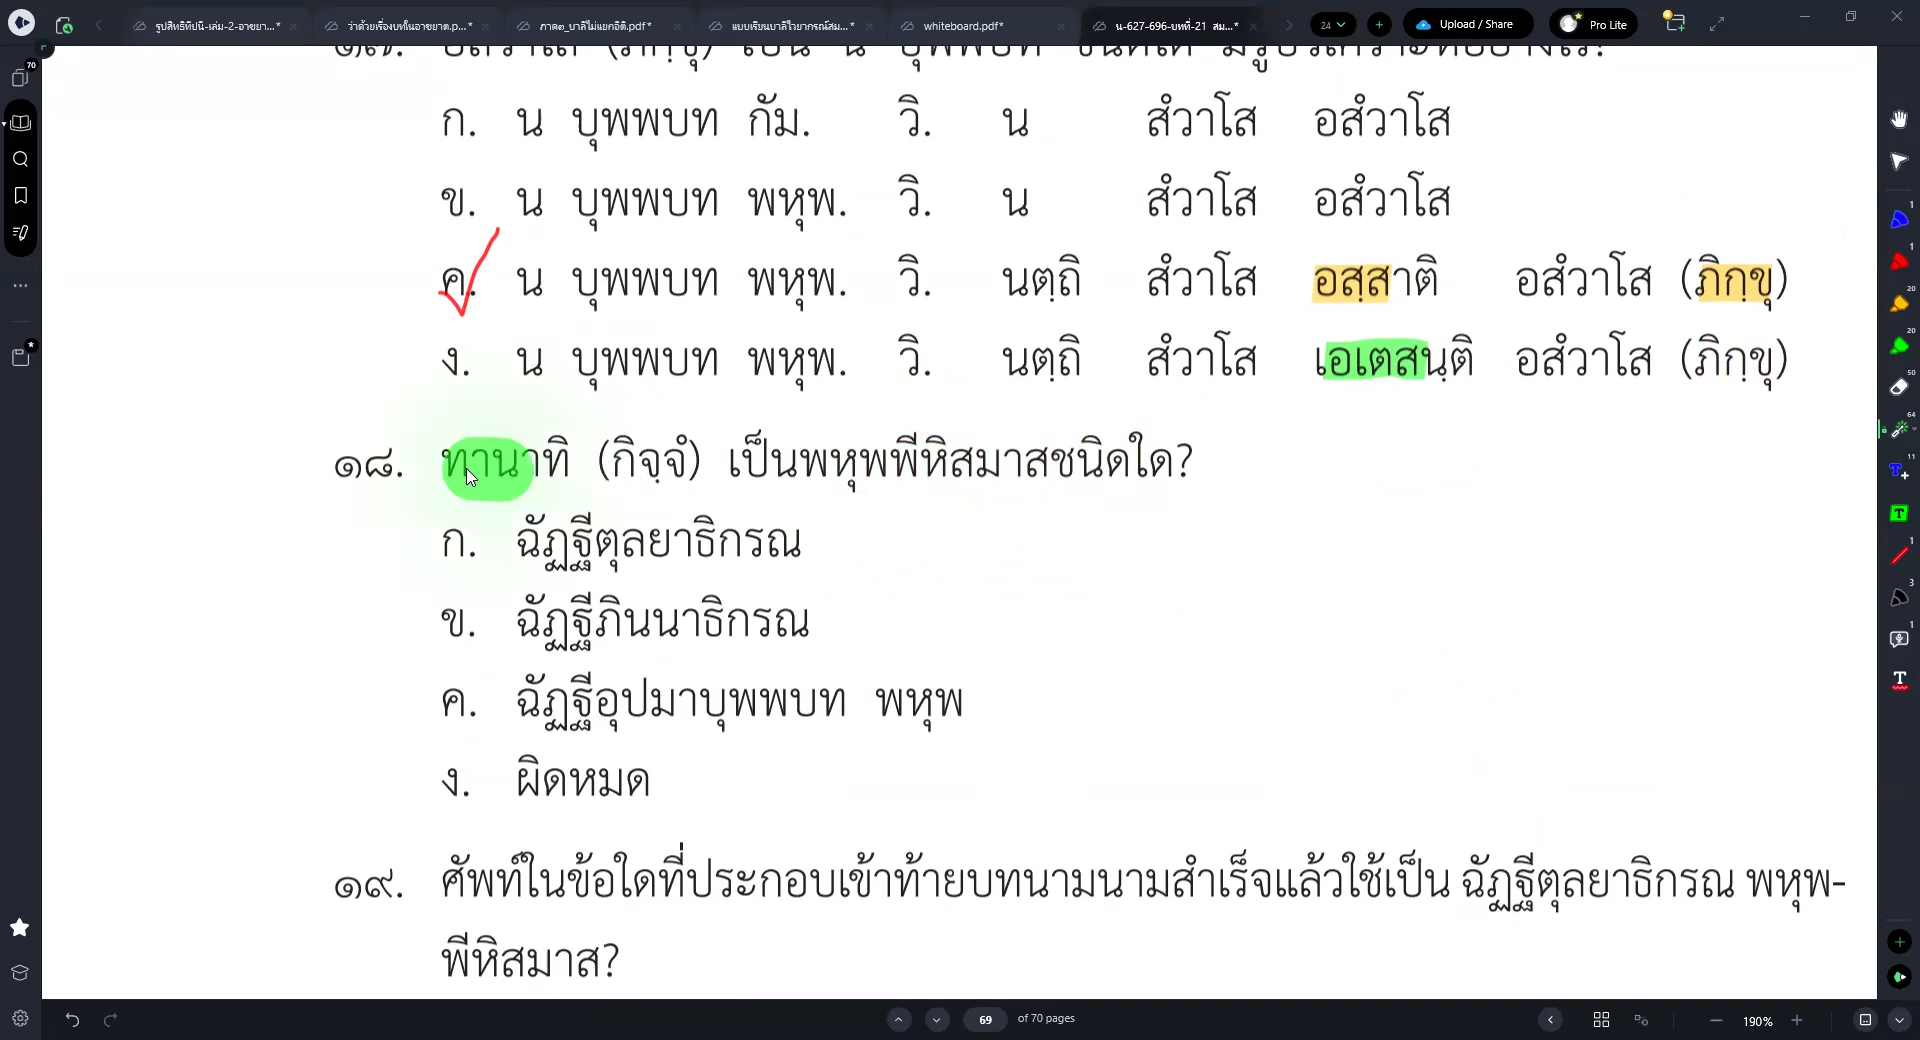 รูปสิทธิทีปนี-เล่ม-2-อาขยา...* ว่าด้วยเรื่องบทในอาขยาต.p...* ภาค๓_บาลีไม่แยกอิติ.pdf* แบบเรียนบาลีไวยากรณ์สม...* whiteboard.pdf* น-627-696-บทที่-21 สม...* 24 Upload / Share Pro Lite
ก. น บุพพบท กัม. วิ. น สํวาโส อสํวาโส
ข. น บุพพบท พหุพ. วิ. น สํวาโส อสํวาโส
ค. น บุพพบท พหุพ. วิ. นตฺถิ สํวาโส อสฺสาติ อสํวาโส (ภิกฺขุ)
ง. น บุพพบท พหุพ. วิ. นตฺถิ สํวาโส เอเตสนฺติ อสํวาโส (ภิกฺขุ)
๑๘. ทานาทิ (กิจฺจํ) เป็นพหุพพีหิสมาสชนิดใด?
ก. ฉัฏฐีตุลยาธิกรณ
ข. ฉัฏฐีภินนาธิกรณ
ค. ฉัฏฐีอุปมาบุพพบท พหุพ
ง. ผิดหมด
๑๙. ศัพท์ในข้อใดที่ประกอบเข้าท้ายบทนามนามสำเร็จแล้วใช้เป็น ฉัฏฐีตุลยาธิกรณ พหุพ-
พีหิสมาส?
69 of 70 pages 190%